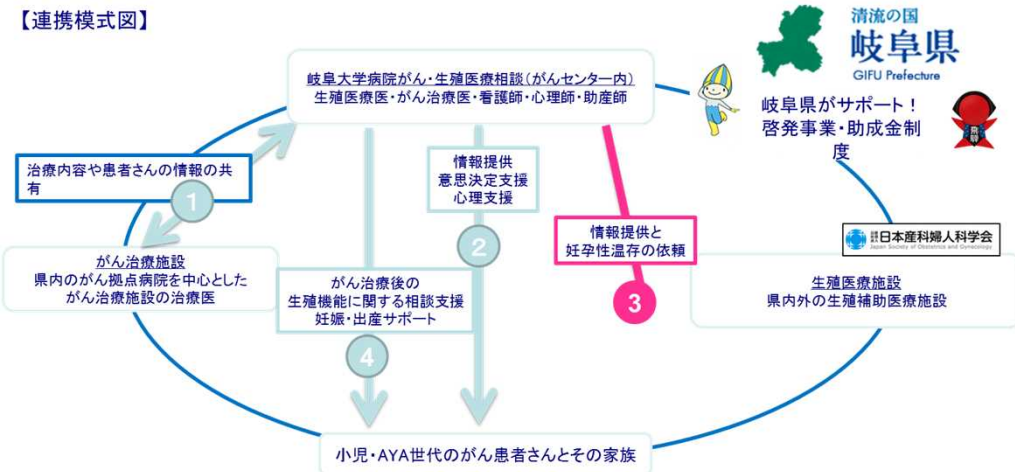 【連携模式図】
清流の国
岐阜県
GIFU Prefecture
岐阜大学病院がん・生殖医療相談(がんセンター内)
生殖医療医・がん治療医・看護師・心理師・助産師
岐阜県がサポート!
啓発事業・助成金制
度
飛騨
治療内容や患者さんの情報の共
有
1
情報提供
意思決定支援
心理支援
2
情報提供と
妊孕性温存の依頼
3
日本産科婦人科学会
Japan Society of Obstetrics and Gynecology
がん治療施設
県内のがん拠点病院を中心とした
がん治療施設の治療医
がん治療後の
生殖機能に関する相談支援
妊娠・出産サポート
4
生殖医療施設
県内外の生殖補助医療施設
小児・AYA世代のがん患者さんとその家族